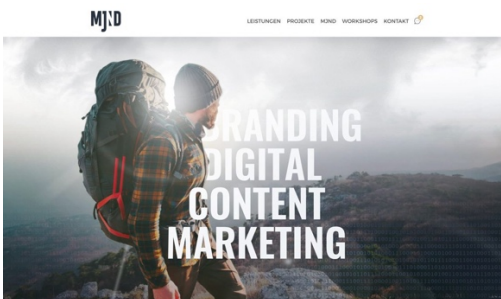 MJND
LEISTUNGEN PROJEKTE MJND WORKSHOPS KONTAKT
BRANDING
DIGITAL
CONTENT
MARKETING